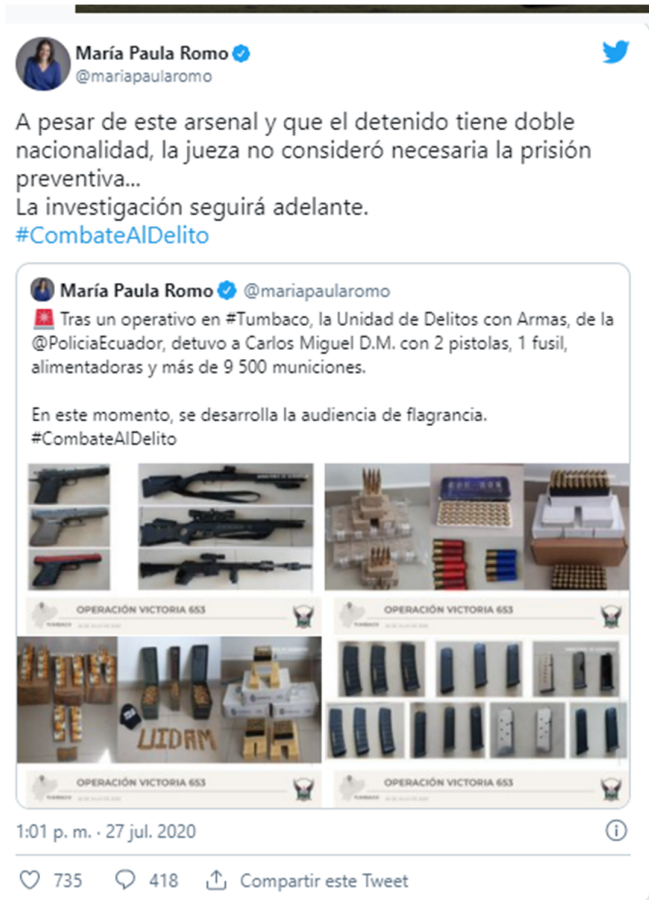 María Paula Romo
@mariapaularomo
A pesar de este arsenal y que el detenido tiene doble
nacionalidad, la jueza no consideró necesaria la prisión
preventiva...
La investigación seguirá adelante.
#CombateAlDelito
María Paula Romo @mariapaularomo
Tras un operativo en #Tumbaco, la Unidad de Delitos con Armas, de la
@PoliciaEcuador, detuvo a Carlos Miguel D.M. con 2 pistolas, 1 fusil,
alimentadoras y más de 9 500 municiones.
En este momento, se desarrolla la audiencia de flagrancia.
#CombateAlDelito
OPERACIÓN VICTORIA 653
TUMBACO
OPERACIÓN VICTORIA 653
TUMBACO
UIDAM
OPERACIÓN VICTORIA 653
TUMBACO
OPERACIÓN VICTORIA 653
TUMBACO
1:01 p. m. · 27 jul. 2020
735 418 Compartir este Tweet